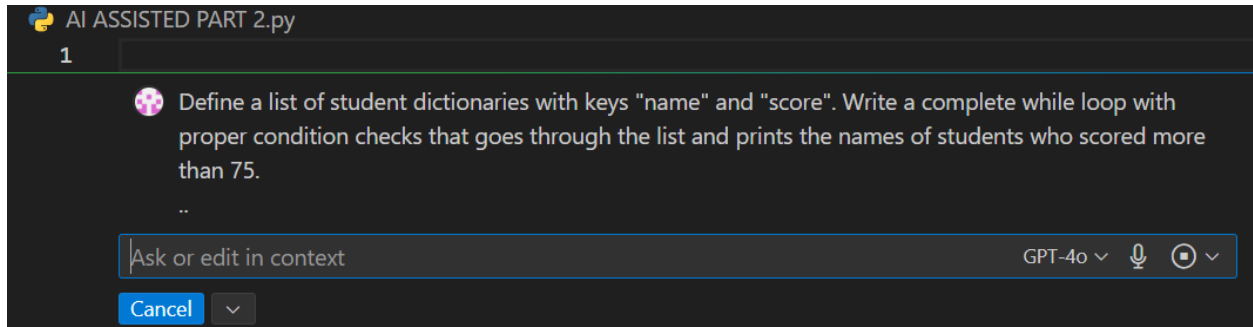 AI ASSISTED PART 2.py
1
Define a list of student dictionaries with keys "name" and "score". Write a complete while loop with
proper condition checks that goes through the list and prints the names of students who scored more
than 75.
..
Ask or edit in context GPT-4o
Cancel